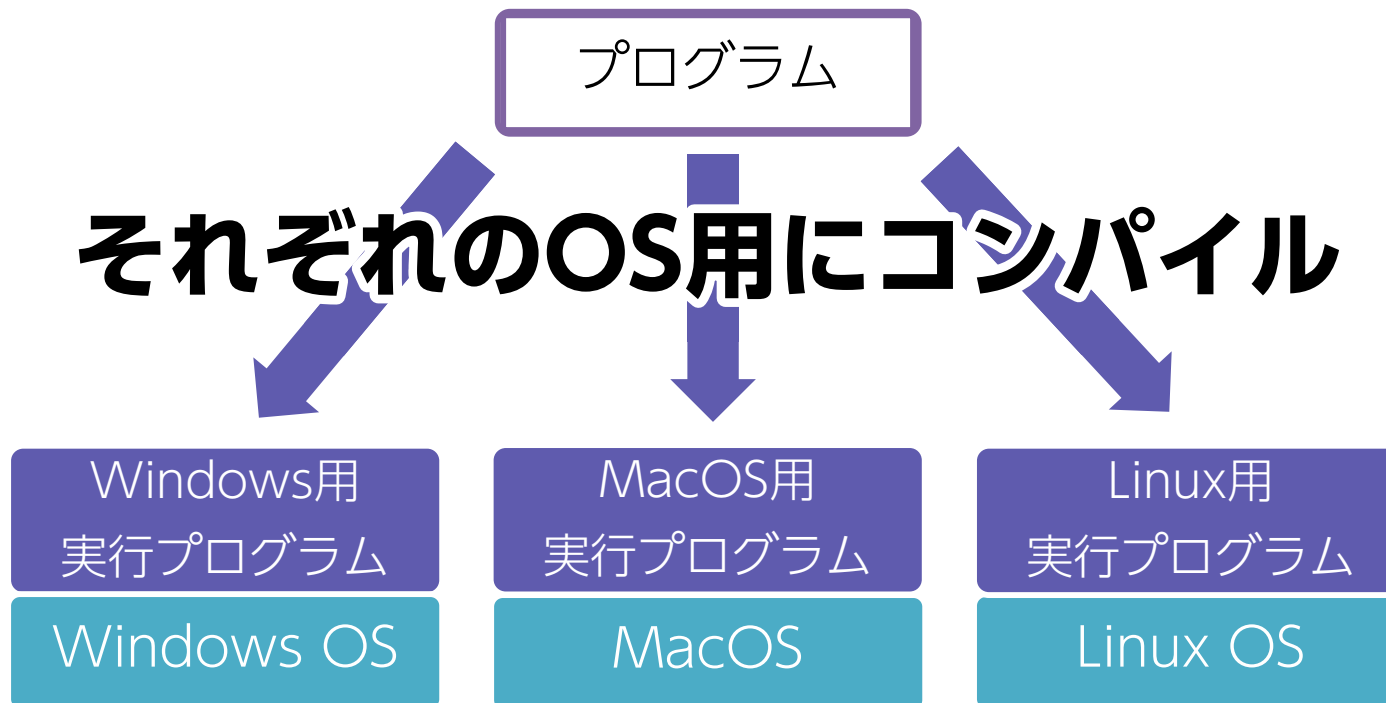 プログラム
それぞれのOS用にコンパイル
Windows用
実行プログラム
MacOS用
実行プログラム
Linux用
実行プログラム
Windows OS
MacOS
Linux OS